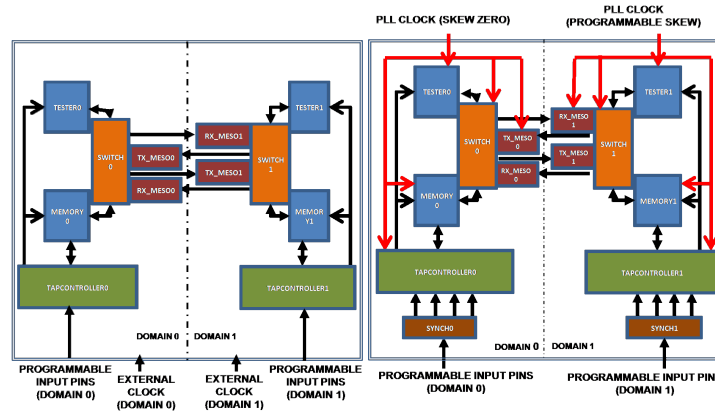 PLL CLOCK (SKEW ZERO)
PLL CLOCK
(PROGRAMMABLE SKEW)
TESTER0
TESTER1
RX_MESO1
TX_MESO0
TX_MESO1
RX_MESO0
SWITCH
0
SWITCH
1
MEMORY
0
MEMO
RY1
TAPCONTROLLER0
TAPCONTROLLER1
DOMAIN 0
DOMAIN 1
PROGRAMMABLE
INPUT PINS
(DOMAIN 0)
EXTERNAL
CLOCK
(DOMAIN 0)
EXTERNAL
CLOCK
(DOMAIN 1)
PROGRAMMABLE
INPUT PINS
(DOMAIN 1)
TESTER0
TESTER1
RX_MESO
1
TX_MESO
0
TX_MESO
1
RX_MESO
0
SWITCH
0
SWITCH
1
MEMORY
0
MEMORY1
TAPCONTROLLER0
TAPCONTROLLER1
SYNCH0
SYNCH1
DOMAIN 0
DOMAIN 1
PROGRAMMABLE INPUT PINS
(DOMAIN 0)
PROGRAMMABLE INPUT PINS
(DOMAIN 1)